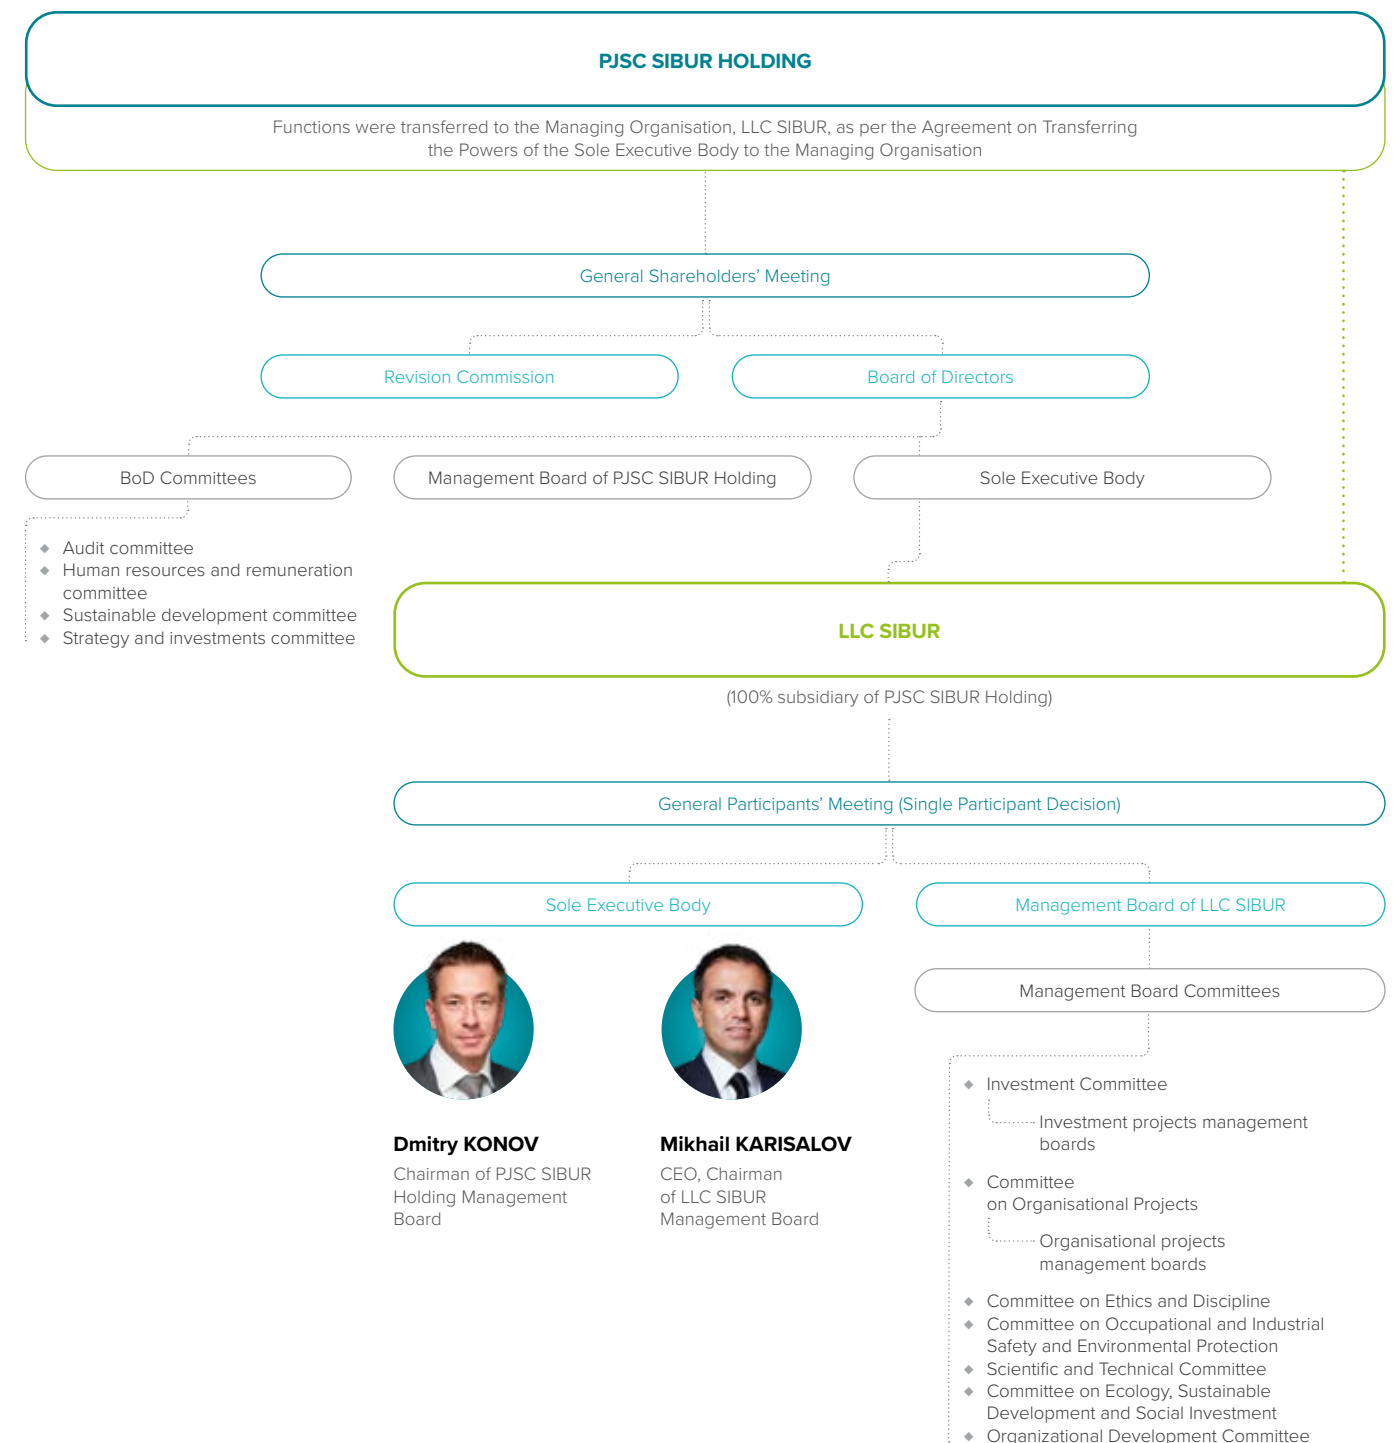 PJSC SIBUR HOLDING
Functions were transferred to the Managing Organisation, LLC SIBUR, as per the Agreement on Transferring
the Powers of the Sole Executive Body to the Managing Organisation
General Shareholders’ Meeting
Revision Commission
Board of Directors
BoD Committees
Management Board of PJSC SIBUR Holding
Sole Executive Body
Audit committee
Human resources and remuneration
committee
Sustainable development committee
Strategy and investments committee
LLC SIBUR
(100% subsidiary of PJSC SIBUR Holding)
General Participants’ Meeting (Single Participant Decision)
Sole Executive Body
Management Board of LLC SIBUR
Dmitry KONOV
Chairman of PJSC SIBUR
Holding Management
Board
Mikhail KARISALOV
CEO, Chairman
of LLC SIBUR
Management Board
Management Board Committees
Investment Committee
Investment projects management
boards
Committee
on Organisational Projects
Organisational projects
management boards
Committee on Ethics and Discipline
Committee on Occupational and Industrial
Safety and Environmental Protection
Scientific and Technical Committee
Committee on Ecology, Sustainable
Development and Social Investment
Organizational Development Committee